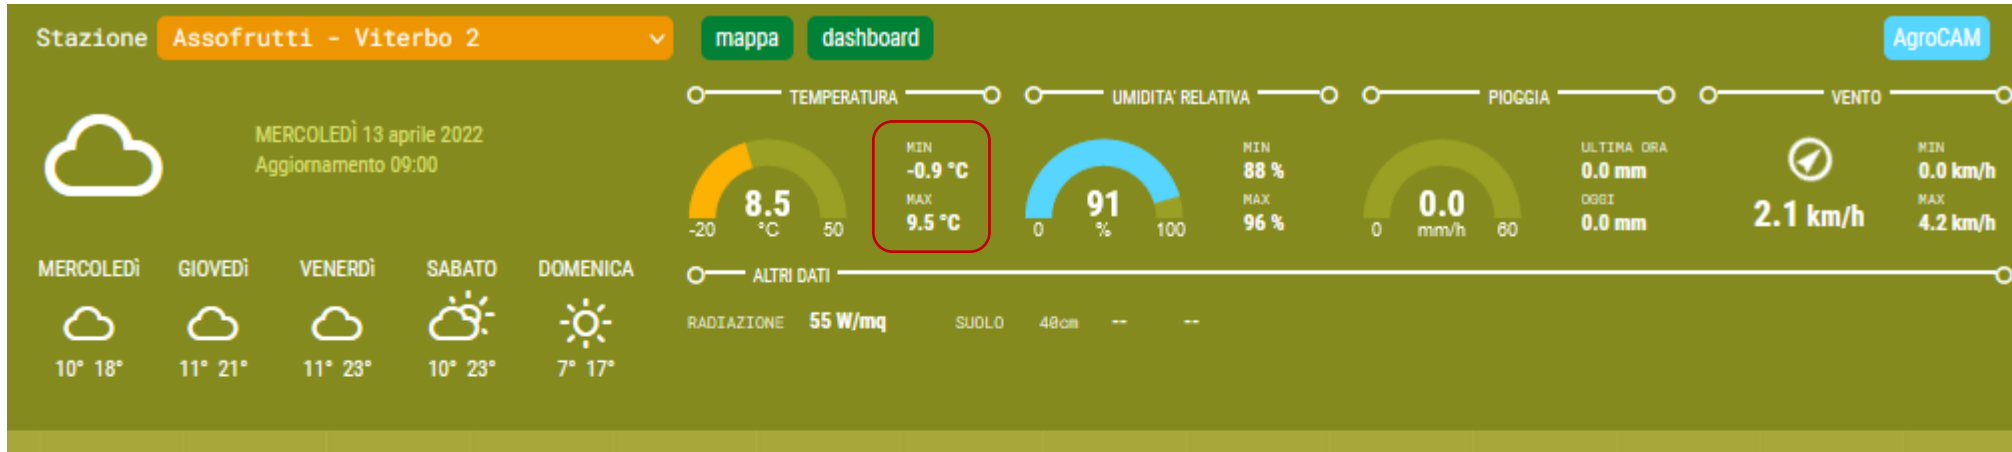 Stazione Assofrutti - Viterbo 2 mappa dashboard AgroCAM
MERCOLEDÌ 13 aprile 2022
Aggiornamento 09:00
TEMPERATURA
8.5
°C
-20 50
MIN
-0.9 °C
MAX
9.5 °C
UMIDITA' RELATIVA
91
%
0 100
MIN
88 %
MAX
96 %
PIOGGIA
0.0
mm/h
0 60
ULTIMA ORA
0.0 mm
OGGI
0.0 mm
VENTO
2.1 km/h
MIN
0.0 km/h
MAX
4.2 km/h
MERCOLEDì GIOVEDì VENERDì SABATO DOMENICA
10° 18° 11° 21° 11° 23° 10° 23° 7° 17°
ALTRI DATI
RADIAZIONE 55 W/mq SUOLO 40cm -- --